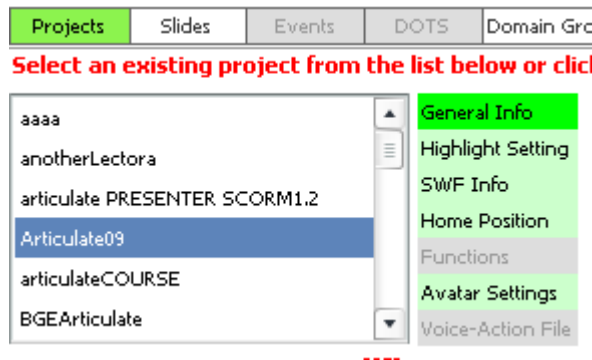 Projects Slides Events DOTS Domain Gro
Select an existing project from the list below or clic
aaaa
anotherLectora
articulate PRESENTER SCORM1.2
Articulate09
articulateCOURSE
BGEArticulate
General Info
Highlight Setting
SWF Info
Home Position
Functions
Avatar Settings
Voice-Action File